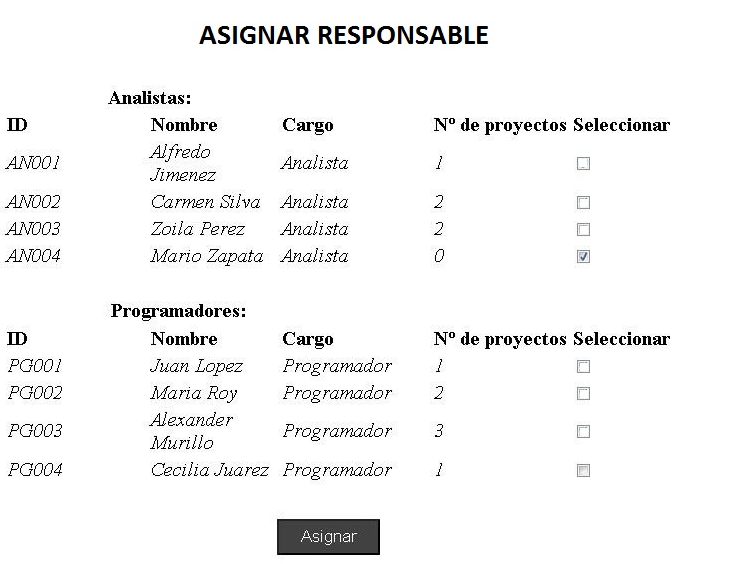 ASIGNAR RESPONSABLE
Analistas:
ID Nombre Cargo Nº de proyectos Seleccionar
AN001 Alfredo Jimenez Analista 1
AN002 Carmen Silva Analista 2
AN003 Zoila Perez Analista 2
AN004 Mario Zapata Analista 0
Programadores:
ID Nombre Cargo Nº de proyectos Seleccionar
PG001 Juan Lopez Programador 1
PG002 Maria Roy Programador 2
PG003 Alexander Murillo Programador 3
PG004 Cecilia Juarez Programador 1
Asignar